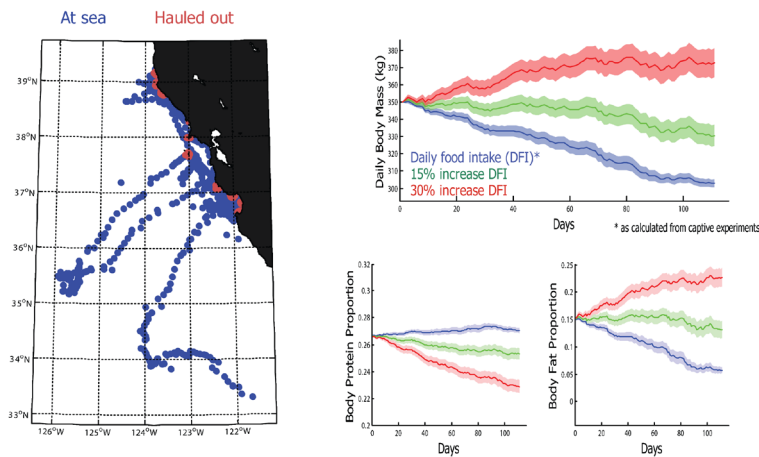 At sea Hauled out
39°N
38°N
37°N
36°N
35°N
34°N
33°N
126°W 125°W 124°W 123°W 122°W
Daily Body Mass (kg)
380
370
360
350
340
330
320
310
300
Daily food intake (DFI)*
15% increase DFI
30% increase DFI
0 20 40 60 80 100
Days
* as calculated from captive experiments
Body Protein Proportion
0.32
0.3
0.28
0.26
0.24
0.22
0.2
0 20 40 60 80 100
Days
Body Fat Proportion
0.25
0.2
0.15
0.1
0.05
0
0 20 40 60 80 100
Days